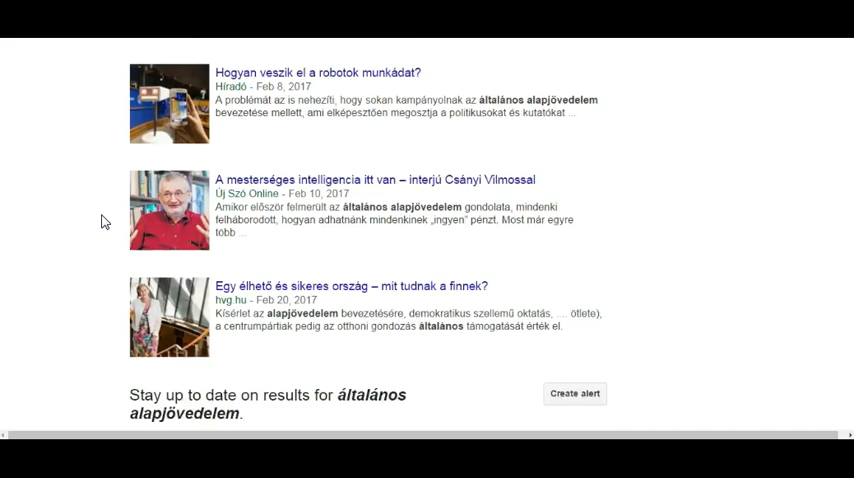 Hogyan veszik el a robotok munkádat?
Híradó - Feb 8, 2017
A problémát az is nehezíti, hogy sokan kampányolnak az általános alapjövedelem
bevezetése mellett, ami elképesztően megosztja a politikusokat és kutatókat ...
A mesterséges intelligencia itt van – interjú Csányi Vilmossal
Új Szó Online - Feb 10, 2017
Amikor először felmerült az általános alapjövedelem gondolata, mindenki
felháborodott, hogyan adhatnánk mindenkinek „ingyen” pénzt. Most már egyre
több ...
Egy élhető és sikeres ország – mit tudnak a finnek?
hvg.hu - Feb 20, 2017
Kísérlet az alapjövedelem bevezetésére, demokratikus szellemű oktatás, .... ötlete),
a centrumpártiak pedig az otthoni gondozás általános támogatását érték el.
Stay up to date on results for általános
alapjövedelem.
Create alert